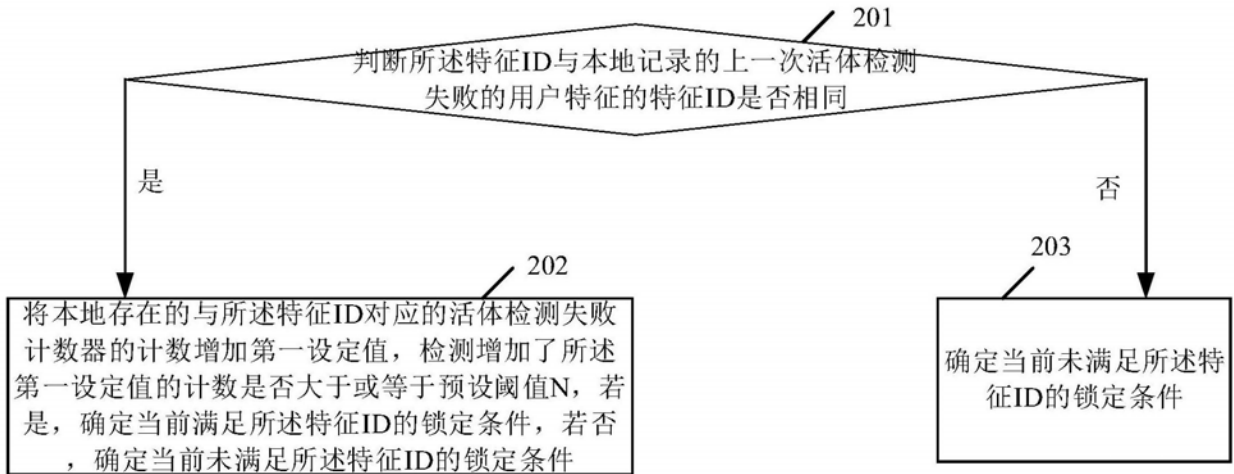 201
判断所述特征ID与本地记录的上一次活体检测
失败的用户特征的特征ID是否相同
是
否
202
203
将本地存在的与所述特征ID对应的活体检测失败
计数器的计数增加第一设定值，检测增加了所述
第一设定值的计数是否大于或等于预设阈值N，若
是，确定当前满足所述特征ID的锁定条件，若否
，确定当前未满足所述特征ID的锁定条件
确定当前未满足所述特
征ID的锁定条件